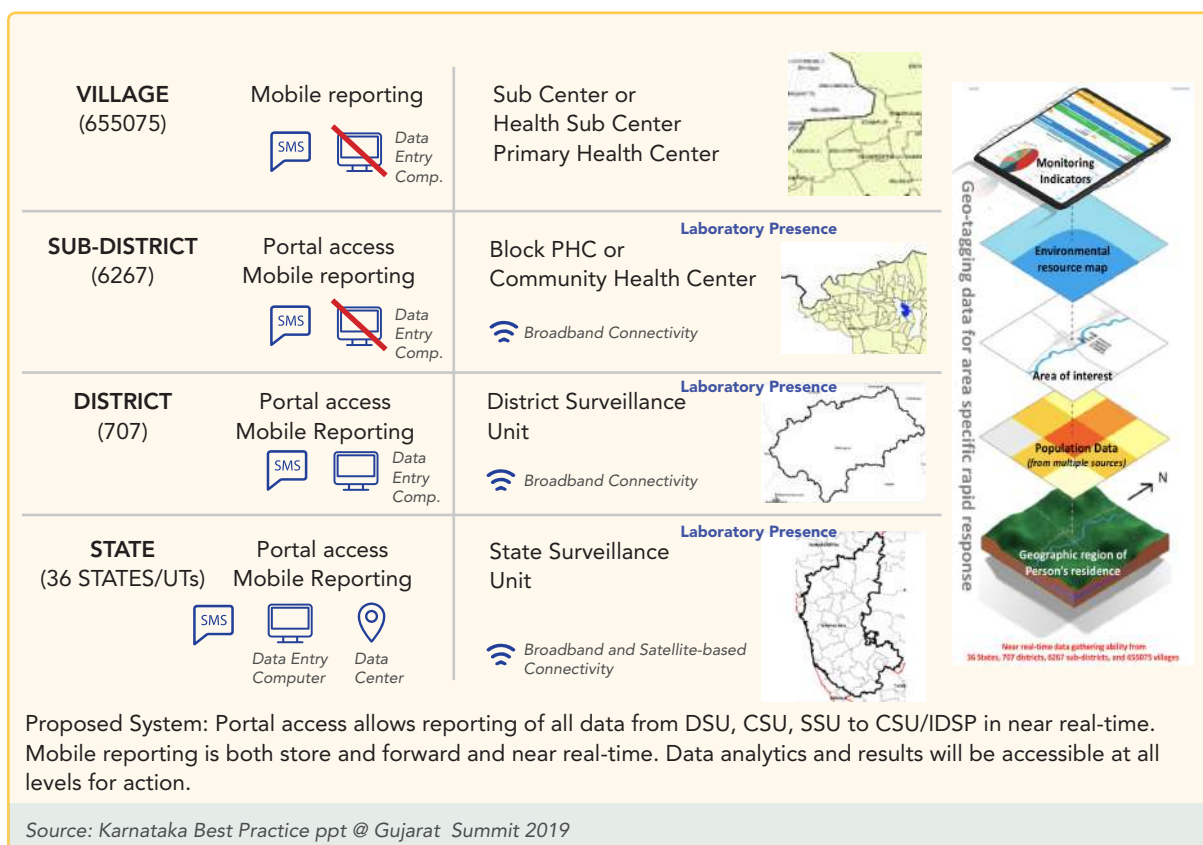 VILLAGE
(655075)
Mobile reporting
SMS
Data
Entry
Comp.
Sub Center or
Health Sub Center
Primary Health Center
SUB-DISTRICT
(6267)
Portal access
Mobile reporting
SMS
Data
Entry
Comp.
Laboratory Presence
Block PHC or
Community Health Center
Broadband Connectivity
DISTRICT
(707)
Portal access
Mobile Reporting
SMS
Data
Entry
Comp.
Laboratory Presence
District Surveillance
Unit
Broadband Connectivity
STATE
(36 STATES/UTs)
Portal access
Mobile Reporting
SMS
Data Entry
Computer
Data
Center
Laboratory Presence
State Surveillance
Unit
Broadband and Satellite-based
Connectivity
Geo-tagging data for area specific rapid response
Monitoring
Indicators
Environmental
resource map
Area of interest
Population Data
(from multiple sources)
N
Geographic region of
Person's residence
Near real-time data gathering ability from
36 States, 707 districts, 6267 sub-districts, and 655075 villages
Proposed System: Portal access allows reporting of all data from DSU, CSU, SSU to CSU/IDSP in near real-time.
Mobile reporting is both store and forward and near real-time. Data analytics and results will be accessible at all
levels for action.
Source: Karnataka Best Practice ppt @ Gujarat Summit 2019